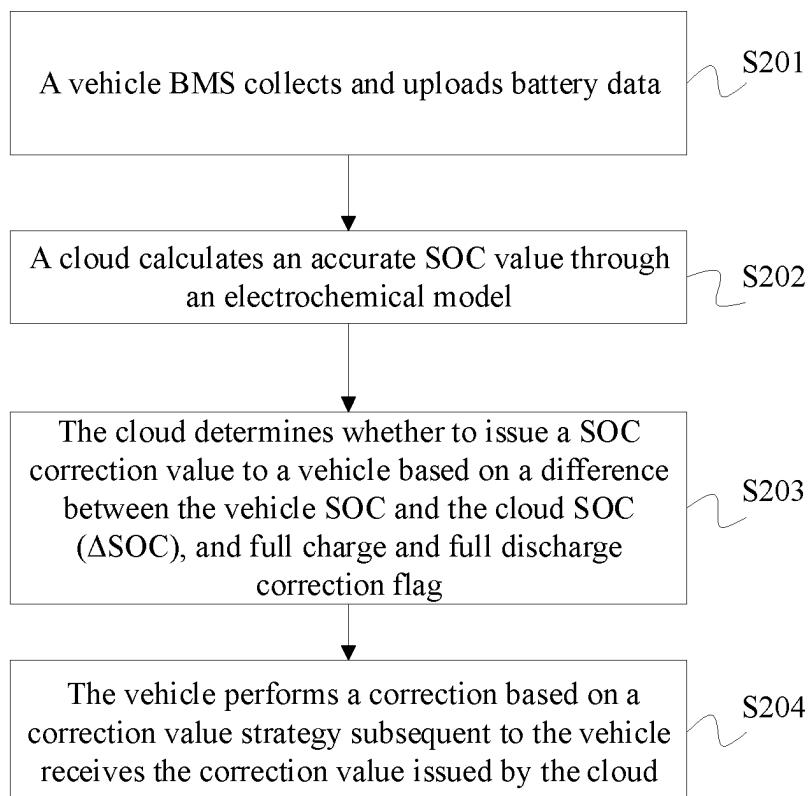 A vehicle BMS collects and uploads battery data
S201
A cloud calculates an accurate SOC value through
an electrochemical model
S202
The cloud determines whether to issue a SOC
correction value to a vehicle based on a difference
between the vehicle SOC and the cloud SOC
(ΔSOC), and full charge and full discharge
correction flag
S203
The vehicle performs a correction based on a
correction value strategy subsequent to the vehicle
receives the correction value issued by the cloud
S204